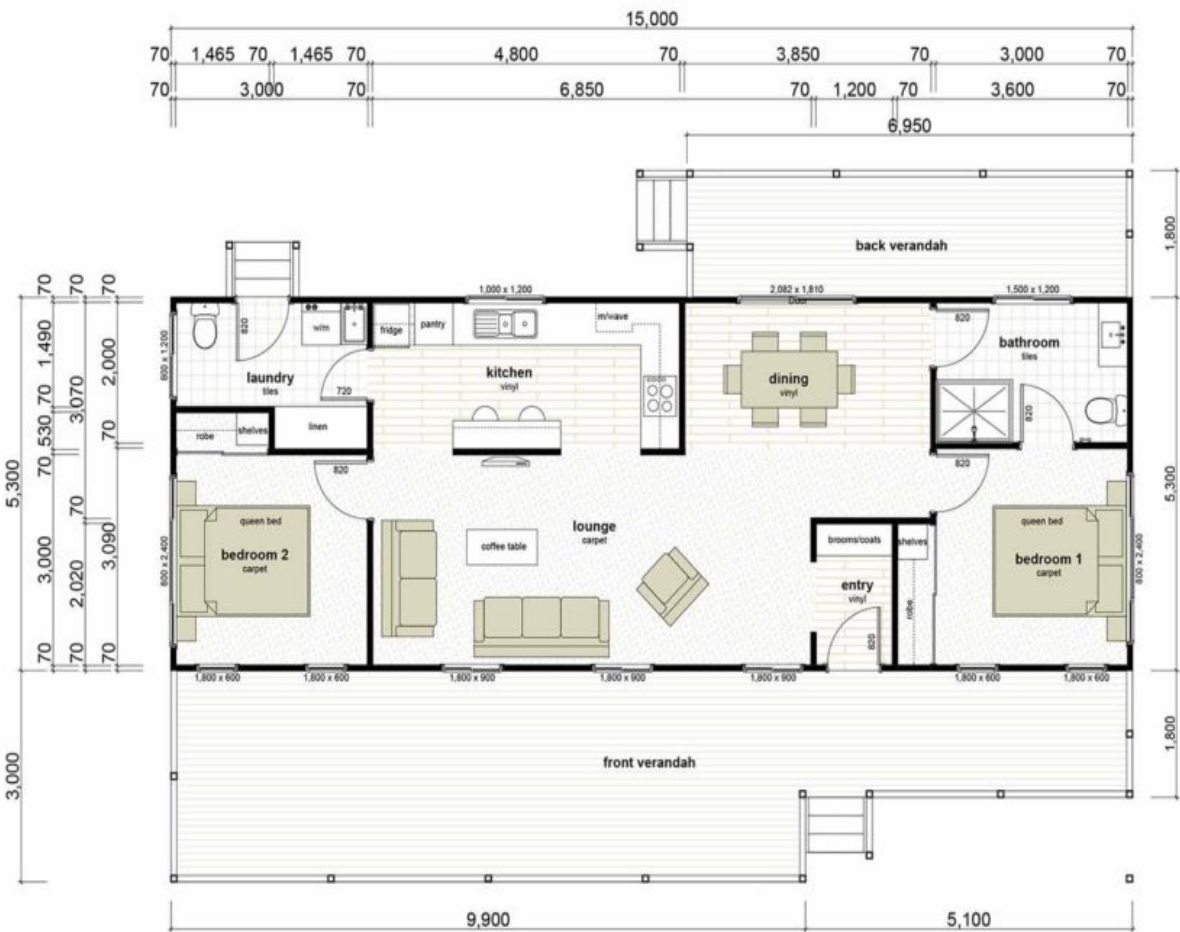 15,000
70 1,465 70 1,465 70 4,800 70 3,850 70 3,000 70
70 3,000 70 6,850 70 1,200 70 3,600 70
6,950
1,800
back verandah
70 70 70
1,000 x 1,200
2,082 x 1,810
Door
1,500 x 1,200
5,300
1,490
2,000
3,070
70
530
70
70
70
3,000
2,020
3,090
70 70 70
800 x 1,200
820
w/m
laundry
tiles
720
fridge
pantry
m/wave
kitchen
vinyl
dining
vinyl
820
bathroom
tiles
820
robe
shelves
linen
820
820
queen bed
bedroom 2
carpet
800 x 2,400
coffee table
lounge
carpet
brooms/coats
entry
vinyl
820
shelves
robe
queen bed
bedroom 1
carpet
800 x 2,400
5,300
1,800 x 600
1,800 x 600
1,800 x 900
1,800 x 900
1,800 x 900
1,800 x 600
1,800 x 600
3,000
front verandah
1,800
9,900
5,100